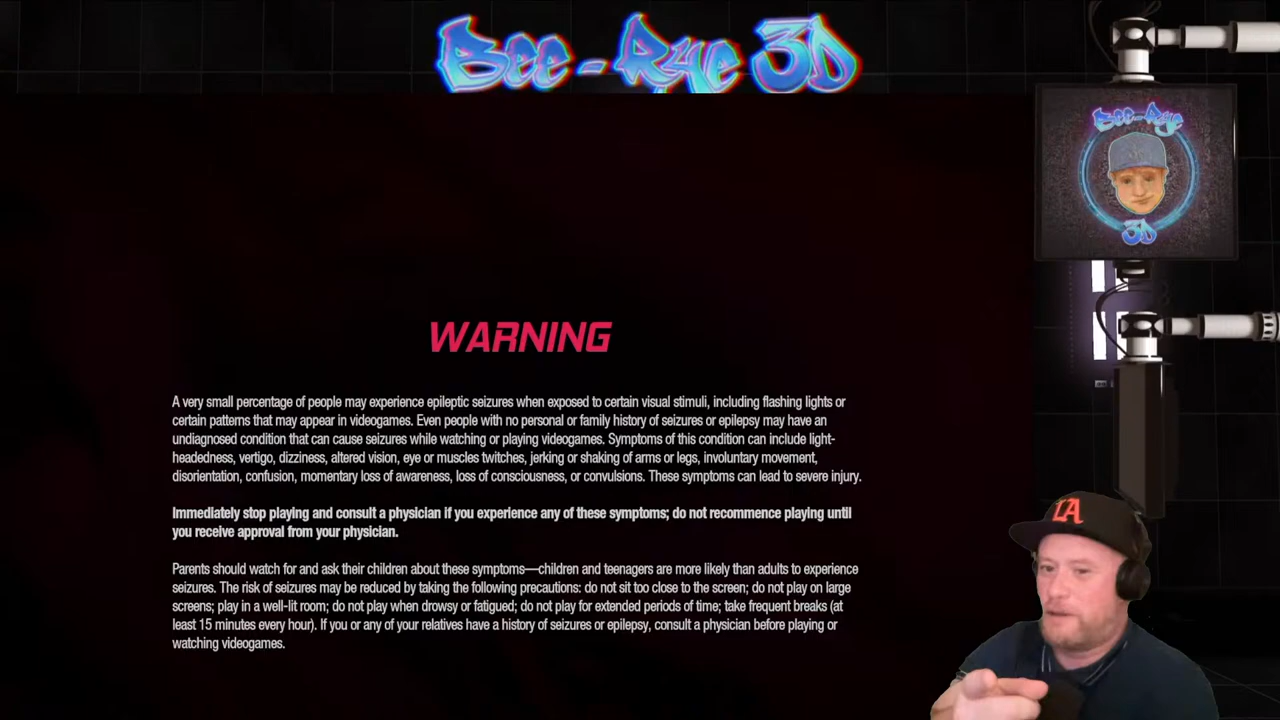 Bee-Rye 3D
Bee-Rye
3D
WARNING
A very small percentage of people may experience epileptic seizures when exposed to certain visual stimuli, including flashing lights or
certain patterns that may appear in videogames. Even people with no personal or family history of seizures or epilepsy may have an
undiagnosed condition that can cause seizures while watching or playing videogames. Symptoms of this condition can include light-
headedness, vertigo, dizziness, altered vision, eye or muscles twitches, jerking or shaking of arms or legs, involuntary movement,
disorientation, confusion, momentary loss of awareness, loss of consciousness, or convulsions. These symptoms can lead to severe injury.
Immediately stop playing and consult a physician if you experience any of these symptoms; do not recommence playing until
you receive approval from your physician.
Parents should watch for and ask their children about these symptoms—children and teenagers are more likely than adults to experience
seizures. The risk of seizures may be reduced by taking the following precautions: do not sit too close to the screen; do not play on large
screens; play in a well-lit room; do not play when drowsy or fatigued; do not play for extended periods of time; take frequent breaks (at
least 15 minutes every hour). If you or any of your relatives have a history of seizures or epilepsy, consult a physician before playing or
watching videogames.
LA